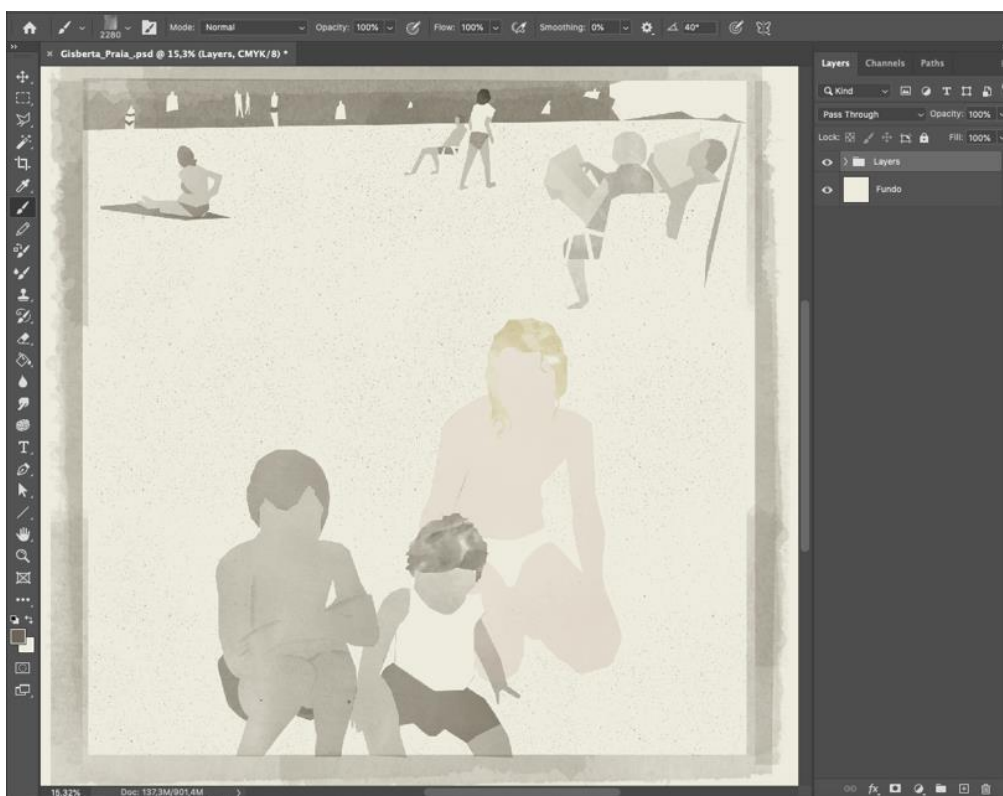 Mode: Normal Opacity: 100% Flow: 100% Smoothing: 0% 40°
2280
× Gisberta_Praia_.psd @ 15,3% (Layers, CMYK/8) *
Layers Channels Paths
Kind
Pass Through Opacity: 100%
Lock: Fill: 100%
Layers
Fundo
15,32% Doc: 137,3M/901,4M